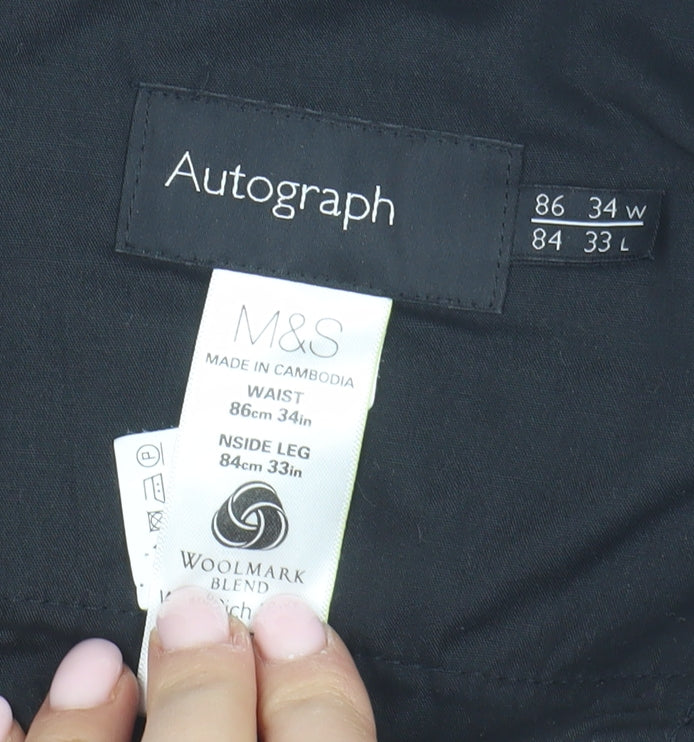 Autograph
86 34 W
84 33 L
M&S
MADE IN CAMBODIA
WAIST
86cm 34in
NSIDE LEG
84cm 33in
P
WOOLMARK
BLEND